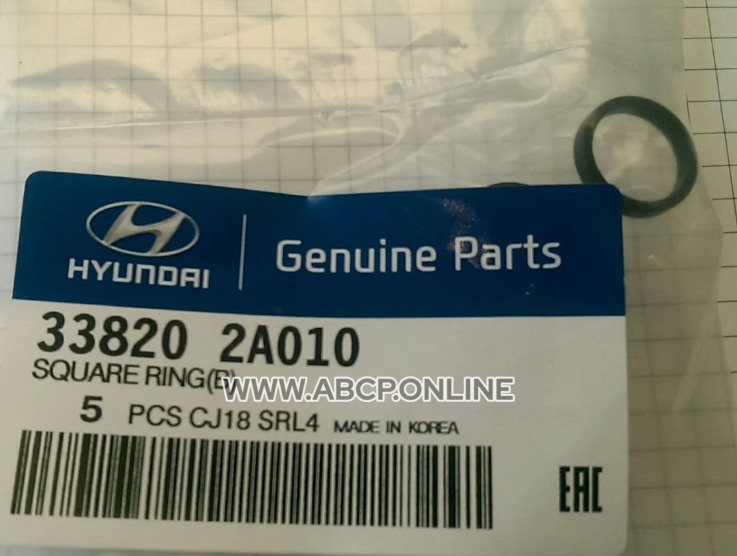 HYUNDAI
Genuine Parts
33820 2A010
SQUARE RING(B)
WWW.ABCP.ONLINE
5 PCS CJ18 SRL4 MADE IN KOREA
EAC